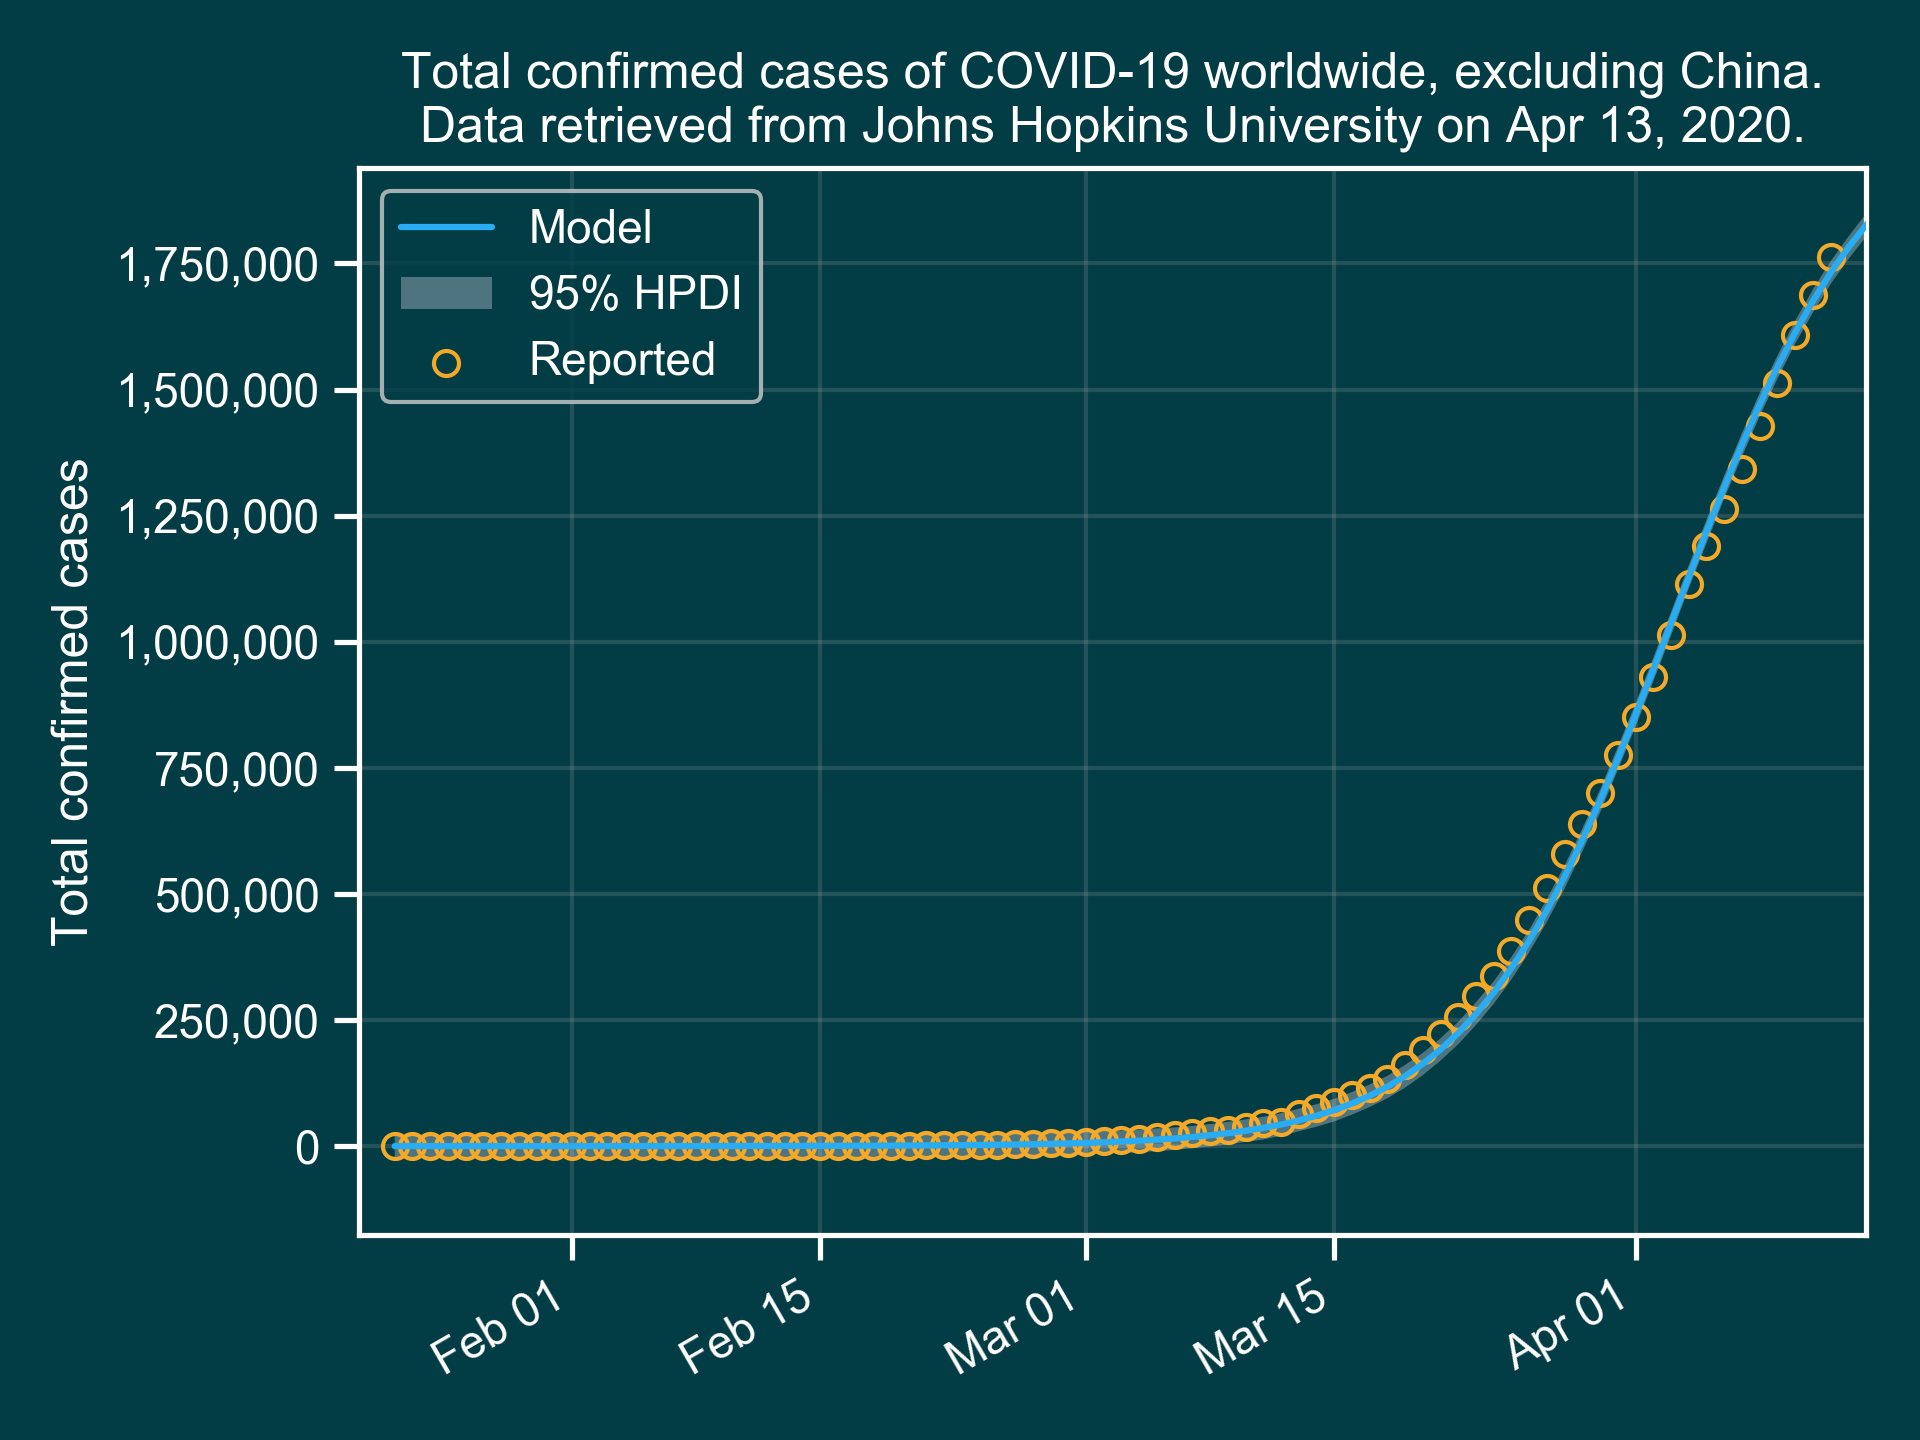 Total confirmed cases of COVID-19 worldwide, excluding China.
Data retrieved from Johns Hopkins University on Apr 13, 2020.
Model
95% HPDI
Reported
Total confirmed cases
1,750,000
1,500,000
1,250,000
1,000,000
750,000
500,000
250,000
0
Feb 01
Feb 15
Mar 01
Mar 15
Apr 01